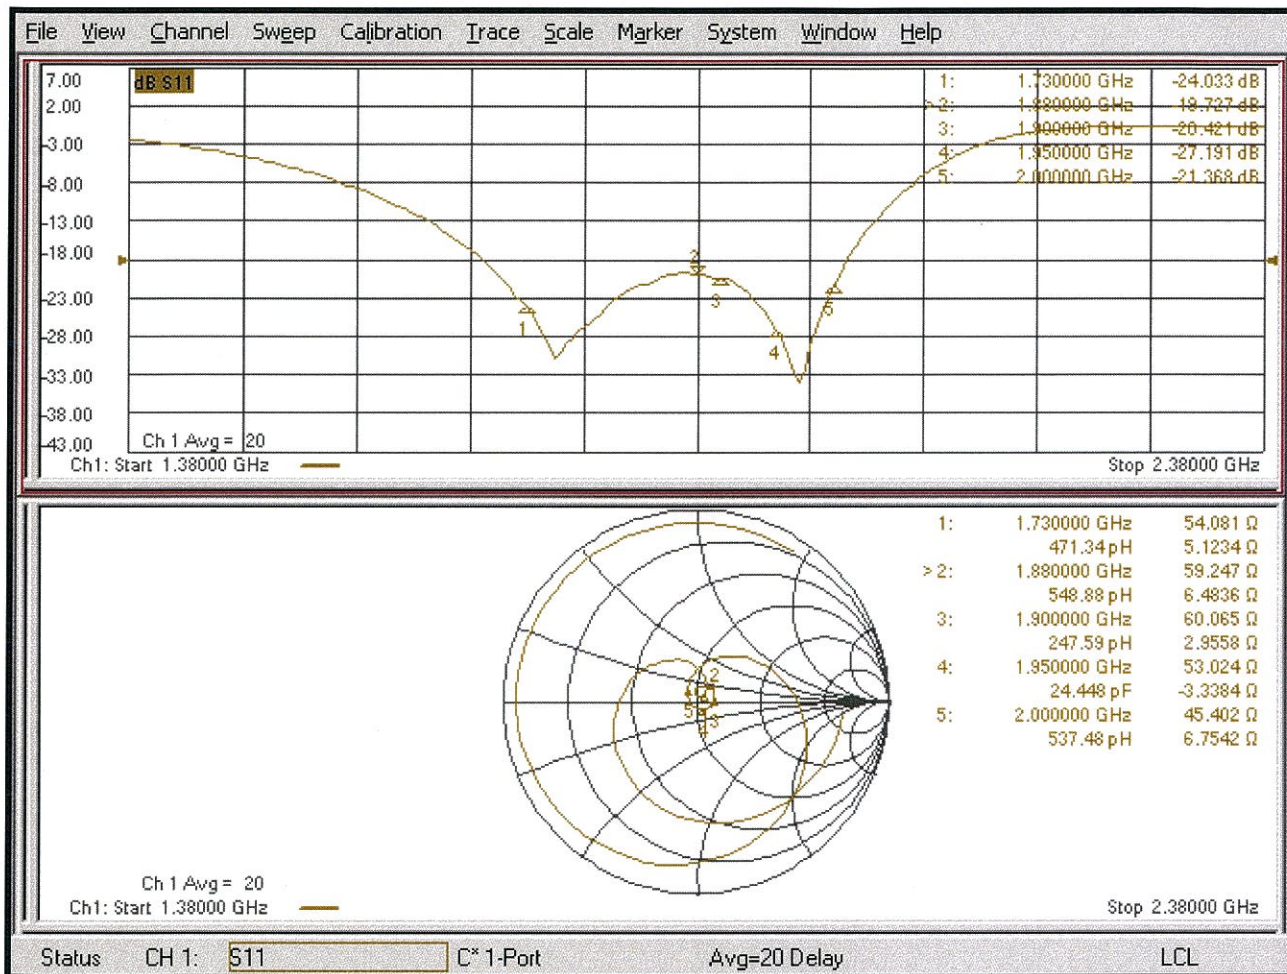 File View Channel Sweep Calibration Trace Scale Marker System Window Help
7.00
2.00
-3.00
-8.00
-13.00
-18.00
-23.00
-28.00
-33.00
-38.00
-43.00
dB S11
1: 1.730000 GHz -24.033 dB
> 2: 1.880000 GHz -19.727 dB
3: 1.900000 GHz -20.421 dB
4: 1.950000 GHz -27.191 dB
5: 2.000000 GHz -21.368 dB
1
2
3
4
5
Ch 1 Avg = 20
Ch1: Start 1.38000 GHz
Stop 2.38000 GHz
1: 1.730000 GHz 54.081 Ω
471.34 pH 5.1234 Ω
> 2: 1.880000 GHz 59.247 Ω
548.88 pH 6.4836 Ω
3: 1.900000 GHz 60.065 Ω
247.59 pH 2.9558 Ω
4: 1.950000 GHz 53.024 Ω
24.448 pF -3.3384 Ω
5: 2.000000 GHz 45.402 Ω
537.48 pH 6.7542 Ω
2
5
3
4
Ch 1 Avg = 20
Ch1: Start 1.38000 GHz
Stop 2.38000 GHz
Status CH 1: S11 C* 1-Port Avg=20 Delay LCL